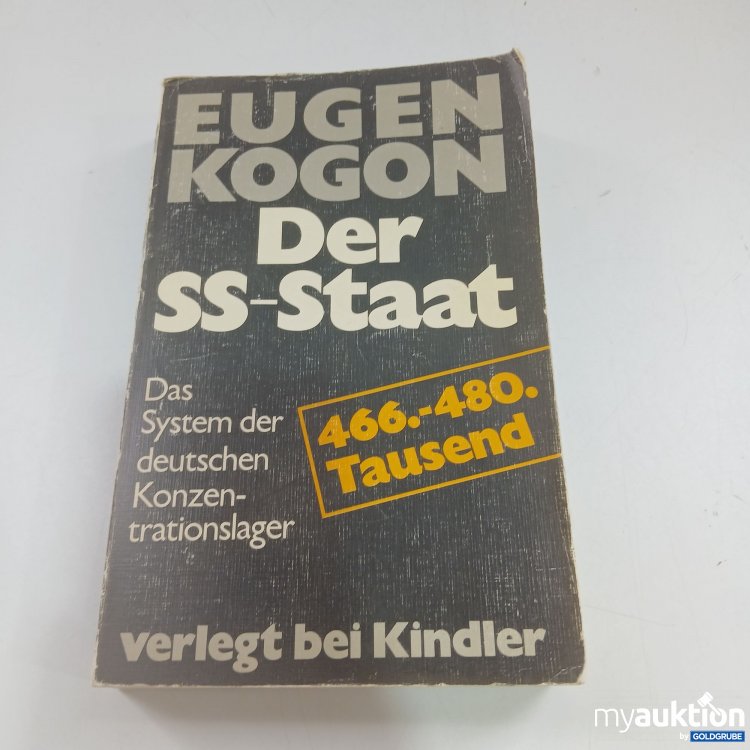 EUGEN
KOGON
Der
SS-Staat
Das
System der
deutschen
Konzen-
trationslager
466.-480.
Tausend
verlegt bei Kindler
myauktion
by GOLDGRUBE